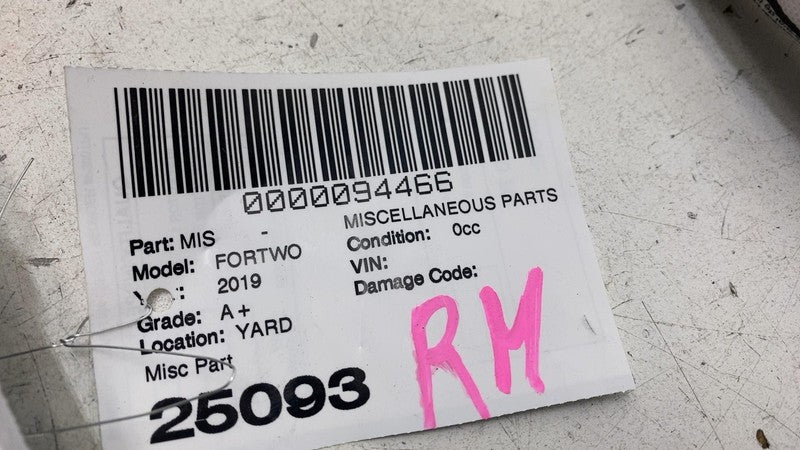 0000094466
Part: MIS - MISCELLANEOUS PARTS
Model: FORTWO Condition: 0cc
2019 VIN:
Grade: A+ Damage Code:
Location: YARD
Misc Part
25093
RM